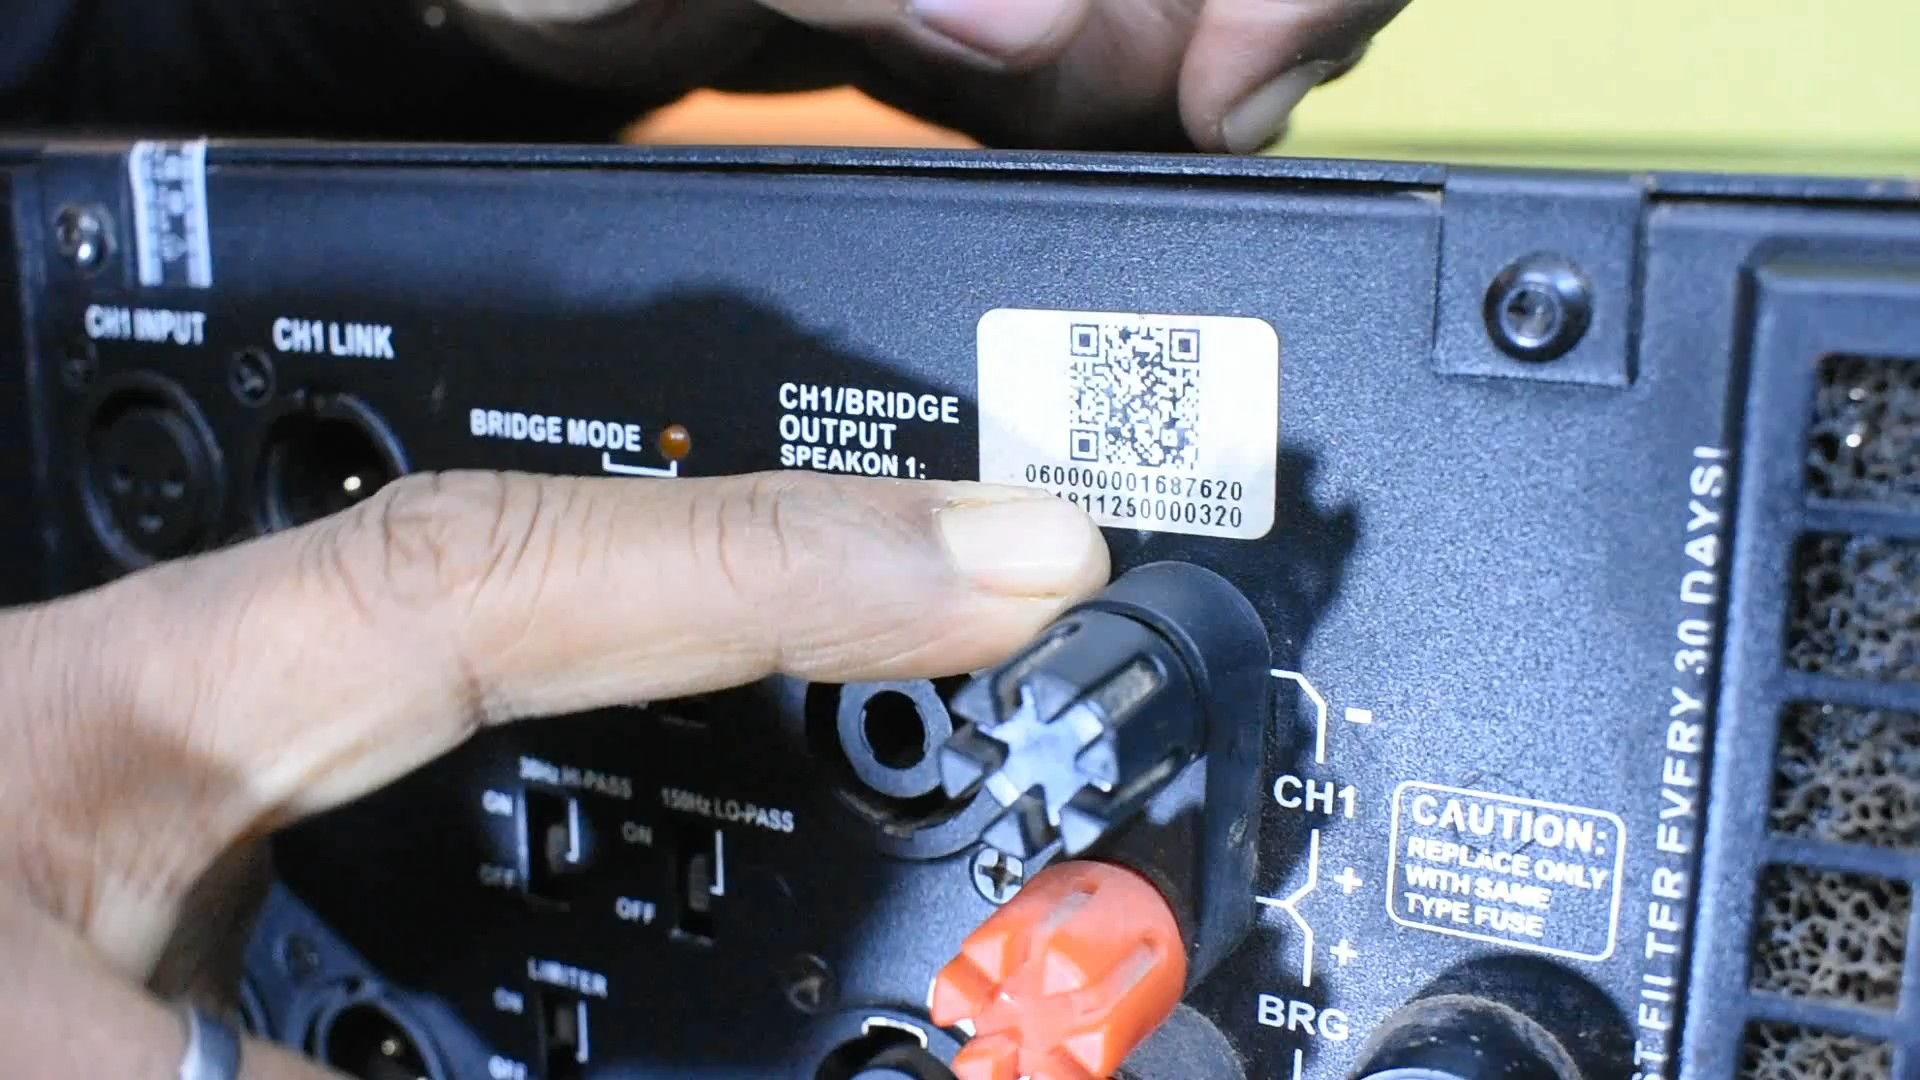 CH1 INPUT
CH1 LINK
BRIDGE MODE
CH1/BRIDGE
OUTPUT
SPEAKON 1:
060000001687620
1811250000320
30Hz HI-PASS
150Hz LO-PASS
ON
OFF
ON
OFF
LIMITER
ON
OFF
-
CH1
+
+
BRG
CAUTION:
REPLACE ONLY
WITH SAME
TYPE FUSE
FILTER EVERY 30 DAYS!